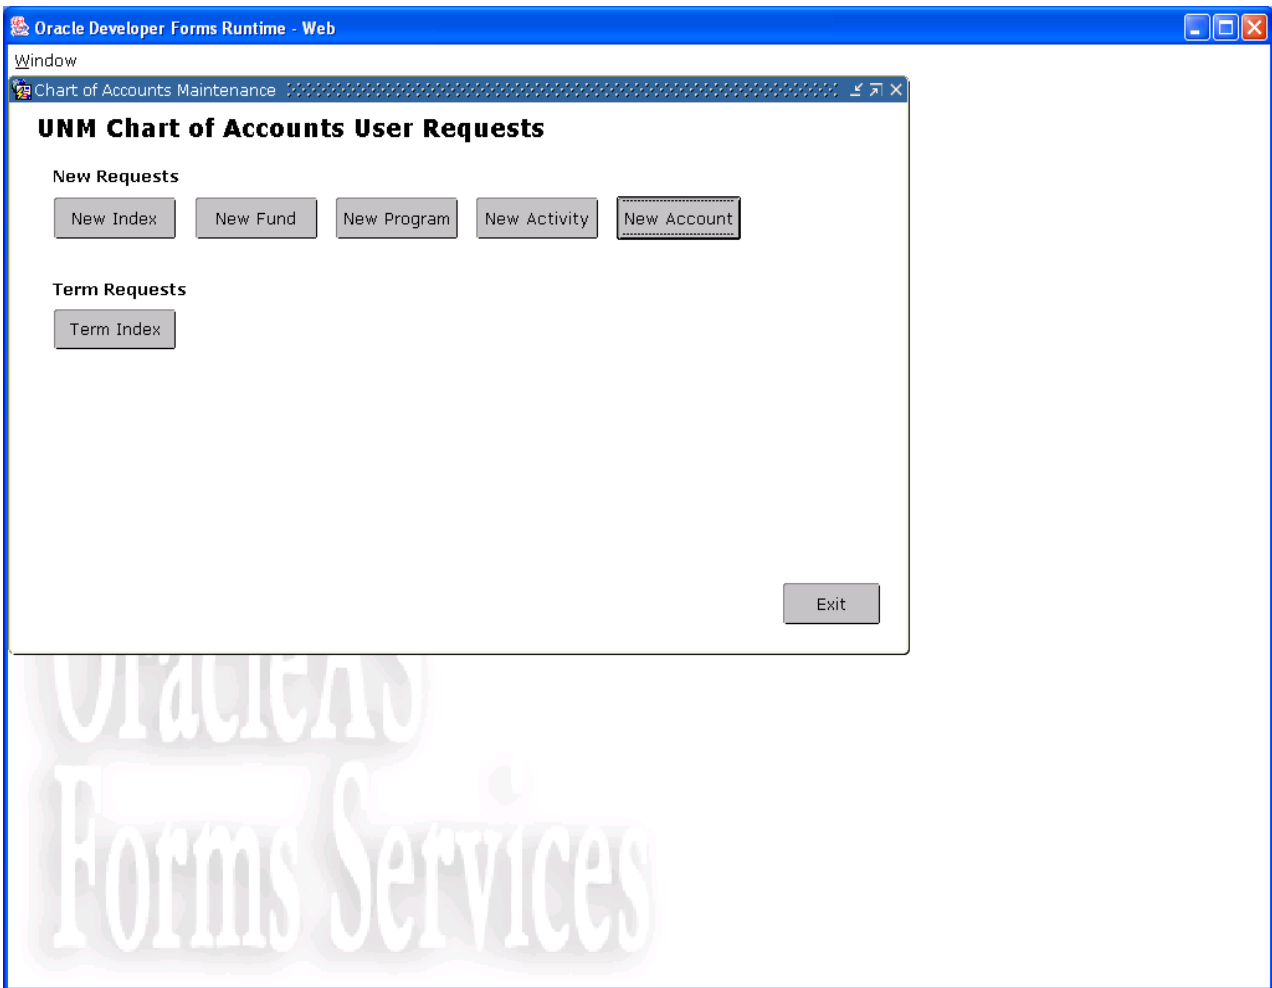 Oracle Developer Forms Runtime - Web
Window
Chart of Accounts Maintenance
UNM Chart of Accounts User Requests
New Requests
New Index New Fund New Program New Activity New Account
Term Requests
Term Index
Exit
OracleAS
Forms Services